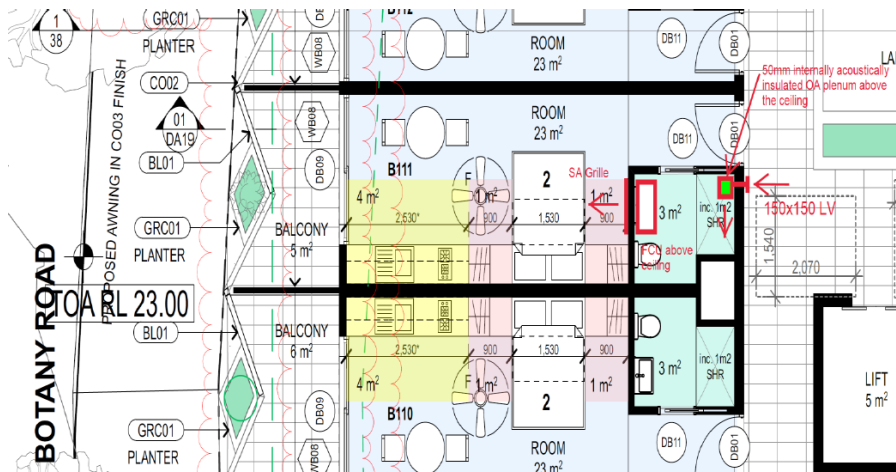 1
38
GRC01
PLANTER
CO02
01
DA19
BL01
GRC01
PLANTER
TOA RL 23.00
BL01
GRC01
PLANTER
BOTANY ROAD
PROPOSED AWNING IN CO03 FINISH
BALCONY
5 m²
BALCONY
6 m²
WB08
DB09
WB08
DB09
WB08
B112
ROOM
23 m²
DB11
DB01
ROOM
23 m²
DB11
DB01
B111
F
2
4 m²
1 m²
1 m²
2,530*
900
1,530
900
SA Grille
3 m²
inc. 1m2
SHR
FCU above
ceiling
50mm internally acoustically
insulated OA plenum above
the ceiling
150x150 LV
1,540
2,070
2,530*
900
1,530
900
4 m²
1 m²
1 m²
F
2
3 m²
inc. 1m2
SHR
B110
ROOM
23 m²
DB11
DB01
LIFT
5 m²